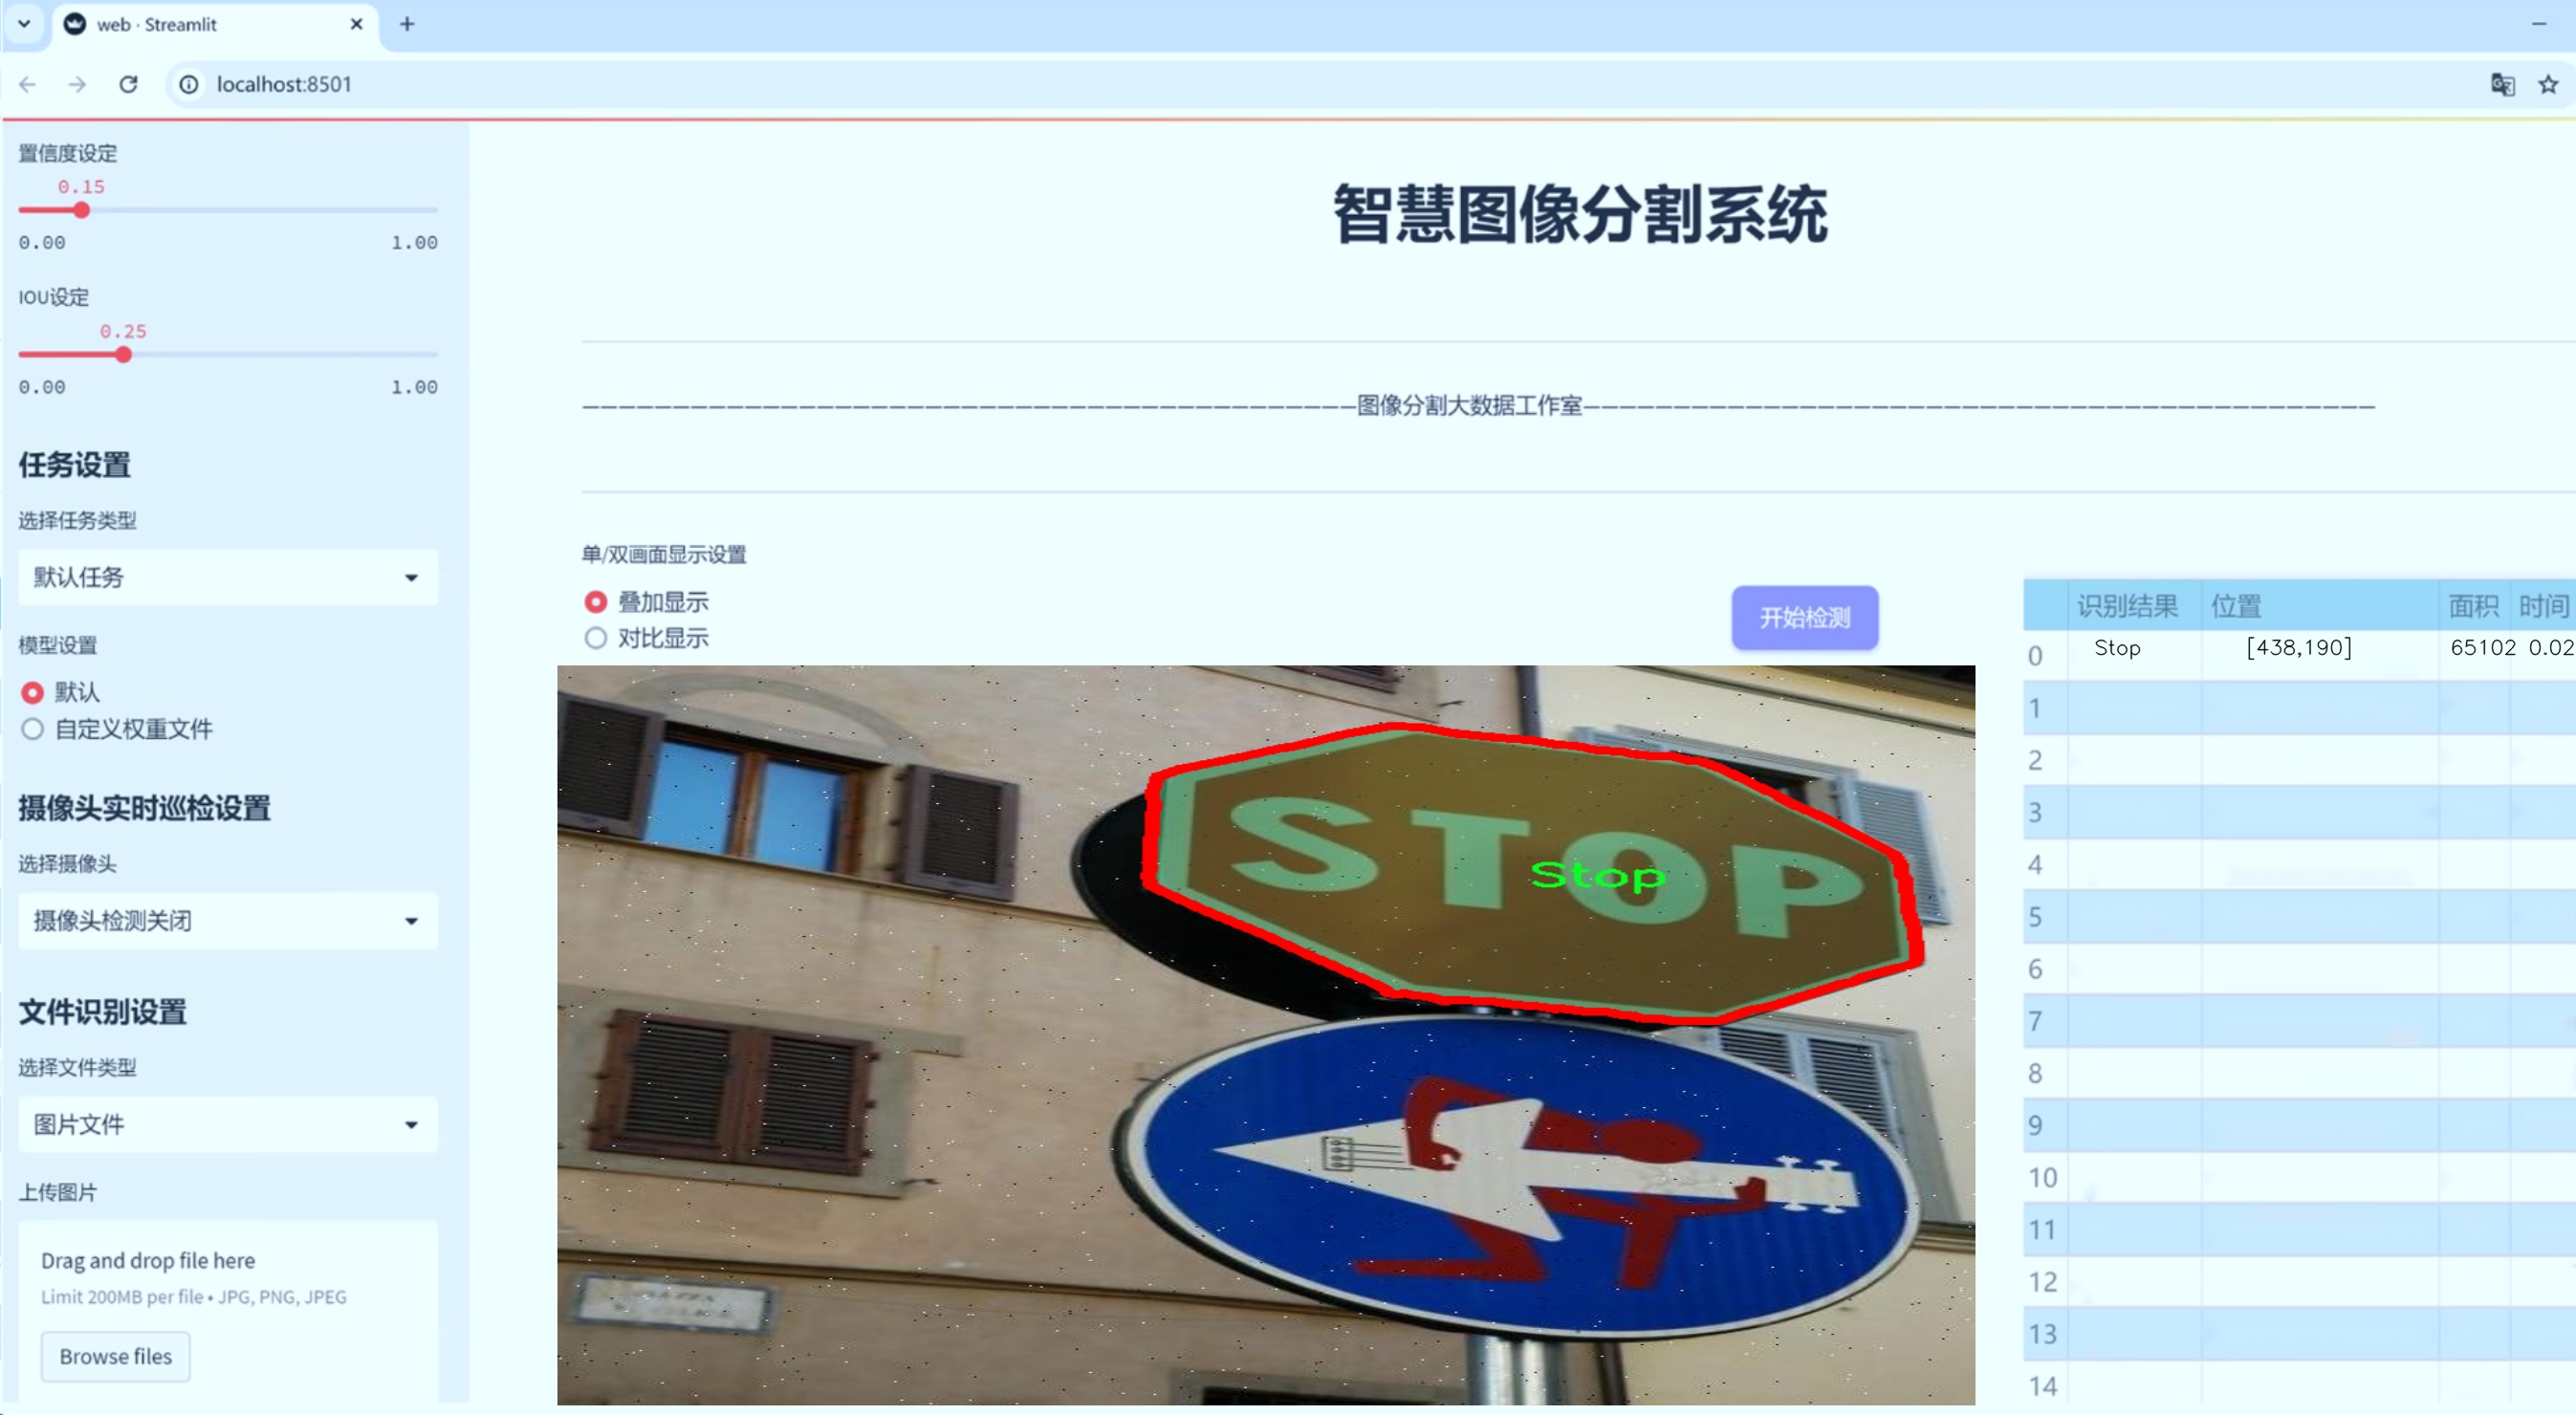 web · Streamlit
localhost:8501
置信度设定
0.15
0.00 1.00
IOU设定
0.25
0.00 1.00
任务设置
选择任务类型
默认任务
模型设置
默认
自定义权重文件
摄像头实时巡检设置
选择摄像头
摄像头检测关闭
文件识别设置
选择文件类型
图片文件
上传图片
Drag and drop file here
Limit 200MB per file • JPG, PNG, JPEG
Browse files
智慧图像分割系统
图像分割大数据工作室
单/双画面显示设置
叠加显示
对比显示
开始检测
STOP
Stop
识别结果 位置 面积 时间
0 Stop [438,190] 65102 0.02
1
2
3
4
5
6
7
8
9
10
11
12
13
14